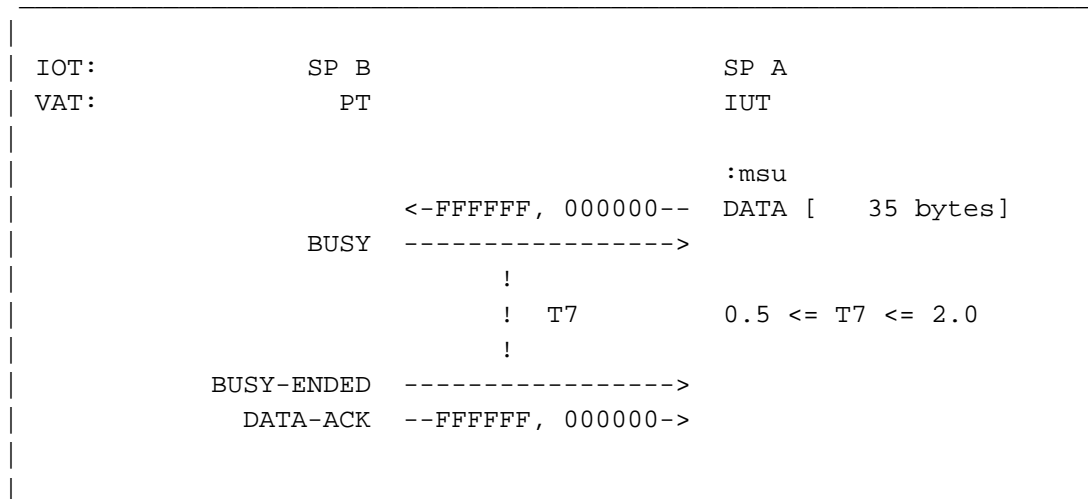 IOT: SP B SP A
VAT: PT IUT
:msu
<-FFFFFF, 000000-- DATA [ 35 bytes]
BUSY ----------------->
!
! T7 0.5 <= T7 <= 2.0
!
BUSY-ENDED ----------------->
DATA-ACK --FFFFFF, 000000->